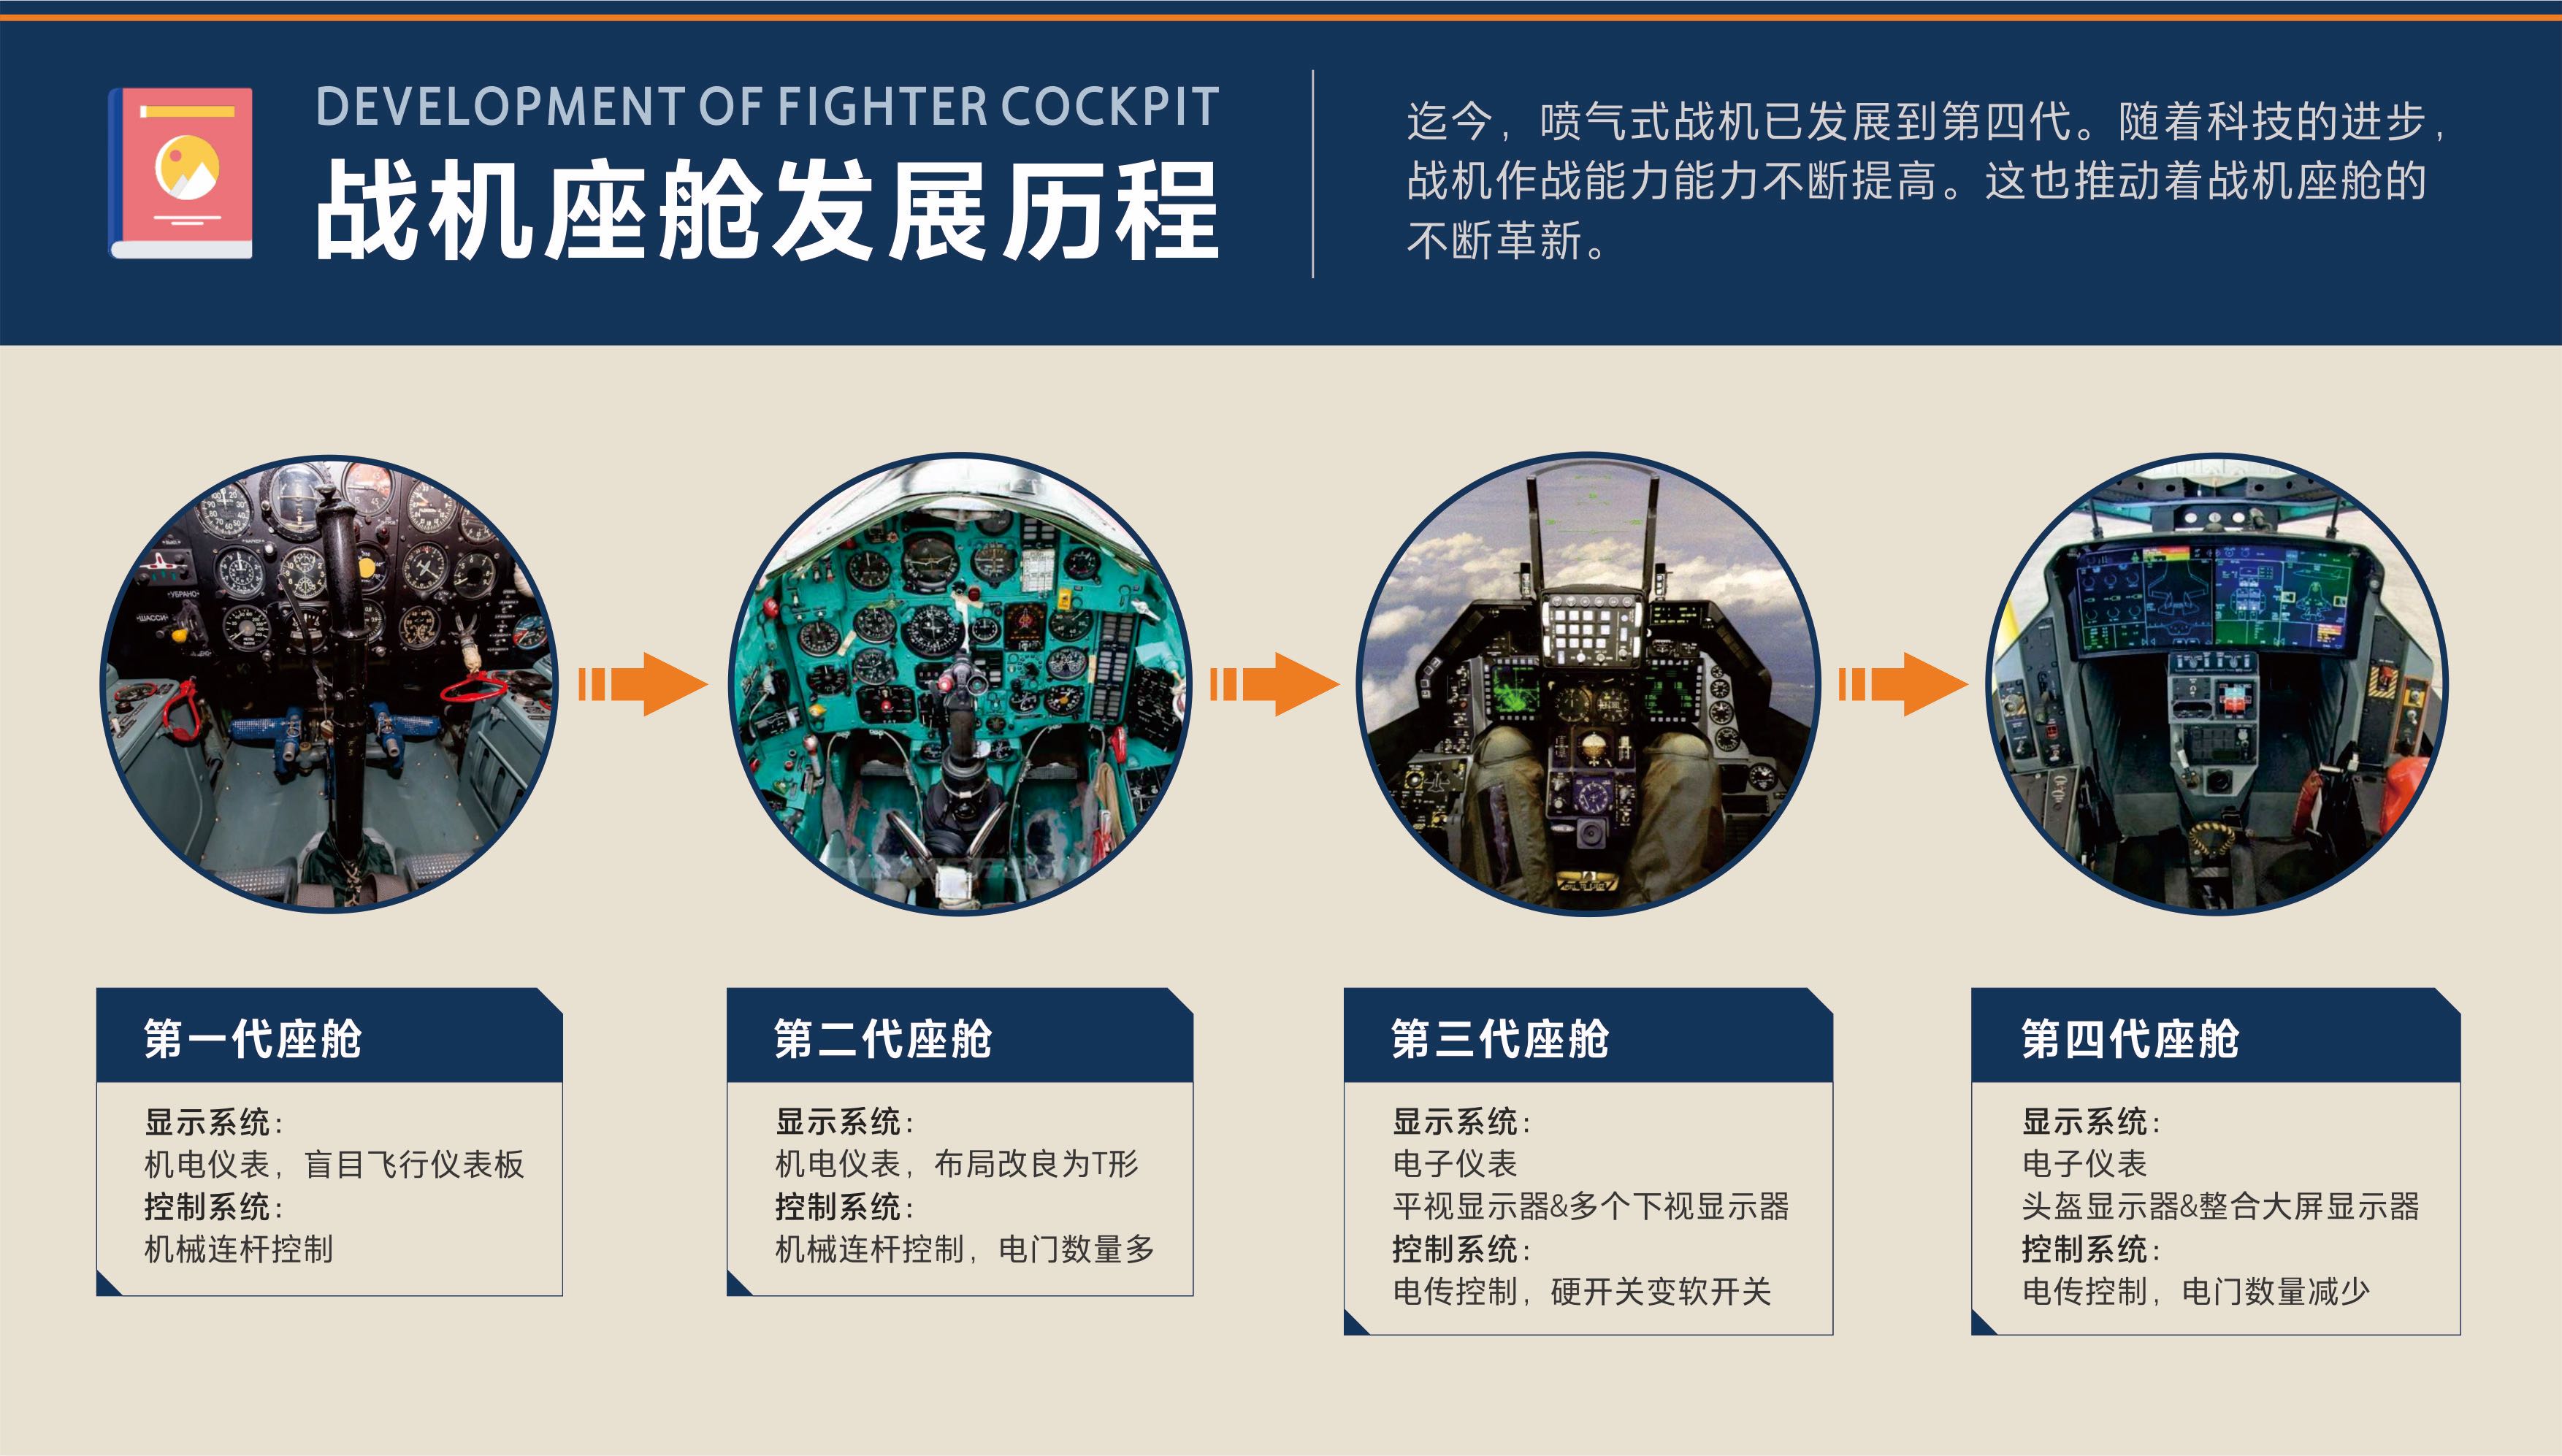 DEVELOPMENT OF FIGHTER COCKPIT
战机座舱发展历程
迄今，喷气式战机已发展到第四代。随着科技的进步，
战机作战能力能力不断提高。这也推动着战机座舱的
不断革新。
第一代座舱
显示系统：
机电仪表，盲目飞行仪表板
控制系统：
机械连杆控制
第二代座舱
显示系统：
机电仪表，布局改良为T形
控制系统：
机械连杆控制，电门数量多
第三代座舱
显示系统：
电子仪表
平视显示器&多个下视显示器
控制系统：
电传控制，硬开关变软开关
第四代座舱
显示系统：
电子仪表
头盔显示器&整合大屏显示器
控制系统：
电传控制，电门数量减少